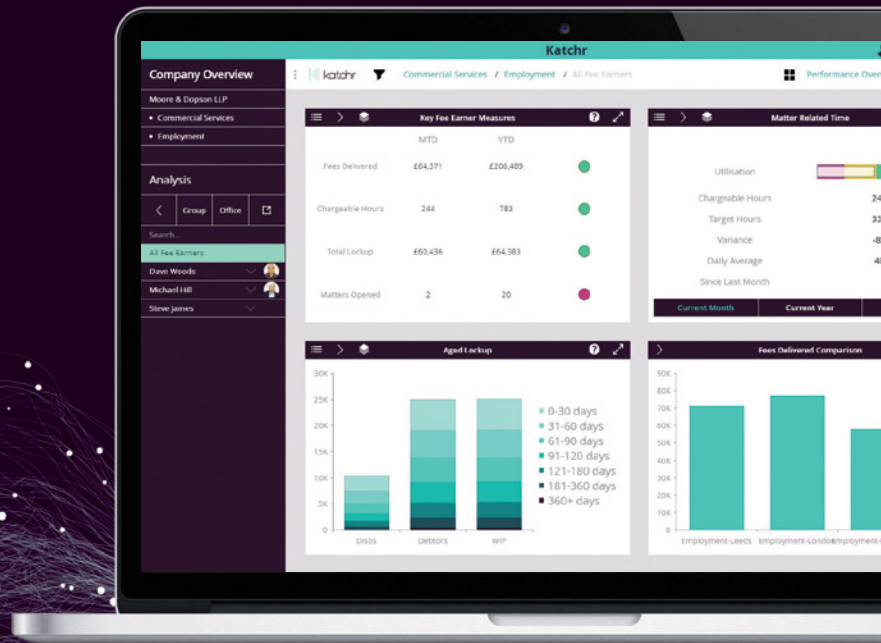 Katchr
Company Overview
Moore & Dopson LLP
• Commercial Services
• Employment
Analysis
Group
Office
Search...
All Fee Earners
Dave Woods
Michael Hill
Steve James
katchr
Commercial Services / Employment / All Fee Earners
Performance Over
Key Fee Earner Measures
MTD YTD
Fees Delivered £64,371 £206,489
Chargeable Hours 244 783
Total Lockup £60,436 £64,383
Matters Opened 2 20
Matter Related Time
Utilisation
Chargeable Hours 24
Target Hours 33
Variance -8
Daily Average 4
Since Last Month
Current Month Current Year
Aged Lockup
30K
25K
20K
15K
10K
5K
0
Disbs Debtors WIP
0-30 days
31-60 days
61-90 days
91-120 days
121-180 days
181-360 days
360+ days
Fees Delivered Comparison
90K
80K
70K
60K
50K
40K
30K
20K
10K
0
Employment-Leeds Employment-London Employment-